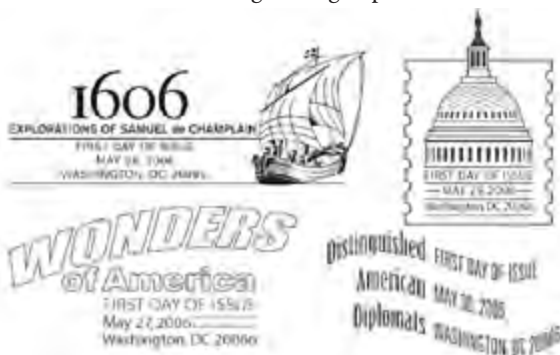 1606
EXPLORATIONS OF SAMUEL de CHAMPLAIN
FIRST DAY OF ISSUE
MAY 28, 2006
WASHINGTON, DC
FIRST DAY OF ISSUE
MAY 29, 2006
Washington, DC 20066
WONDERS
of America
FIRST DAY OF ISSUE
May 27, 2006
Washington, DC 20066
Distinguished FIRST DAY OF ISSUE
American MAY 30, 2006
Diplomats WASHINGTON, DC 20066